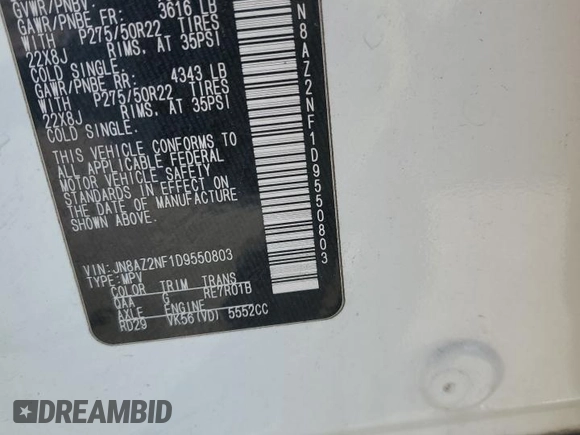 GVWR/PNBV
GAWR/PNBE FR: 3616 LB
WITH P275/50R22 TIRES
22X8J RIMS, AT 35PSI
COLD SINGLE.
GAWR/PNBE RR: 4343 LB
WITH P275/50R22 TIRES
22X8J RIMS, AT 35PSI
COLD SINGLE.
THIS VEHICLE CONFORMS TO
ALL APPLICABLE FEDERAL
MOTOR VEHICLE SAFETY
STANDARDS IN EFFECT ON
THE DATE OF MANUFACTURE
SHOWN ABOVE.
VIN: JN8AZ2NF1D9550803
TYPE: MPV
COLOR TRIM TRANS
QAA G RE7R01B
AXLE ENGINE
RD29 VK56(VD) 5552CC
N8AZ2NF1D9550803
DREAMBID